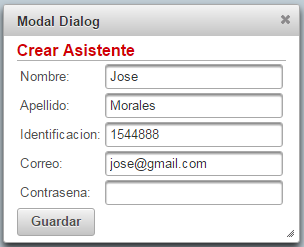 Modal Dialog
Crear Asistente
Nombre: Jose
Apellido: Morales
Identificacion: 1544888
Correo: jose@gmail.com
Contrasena:
Guardar